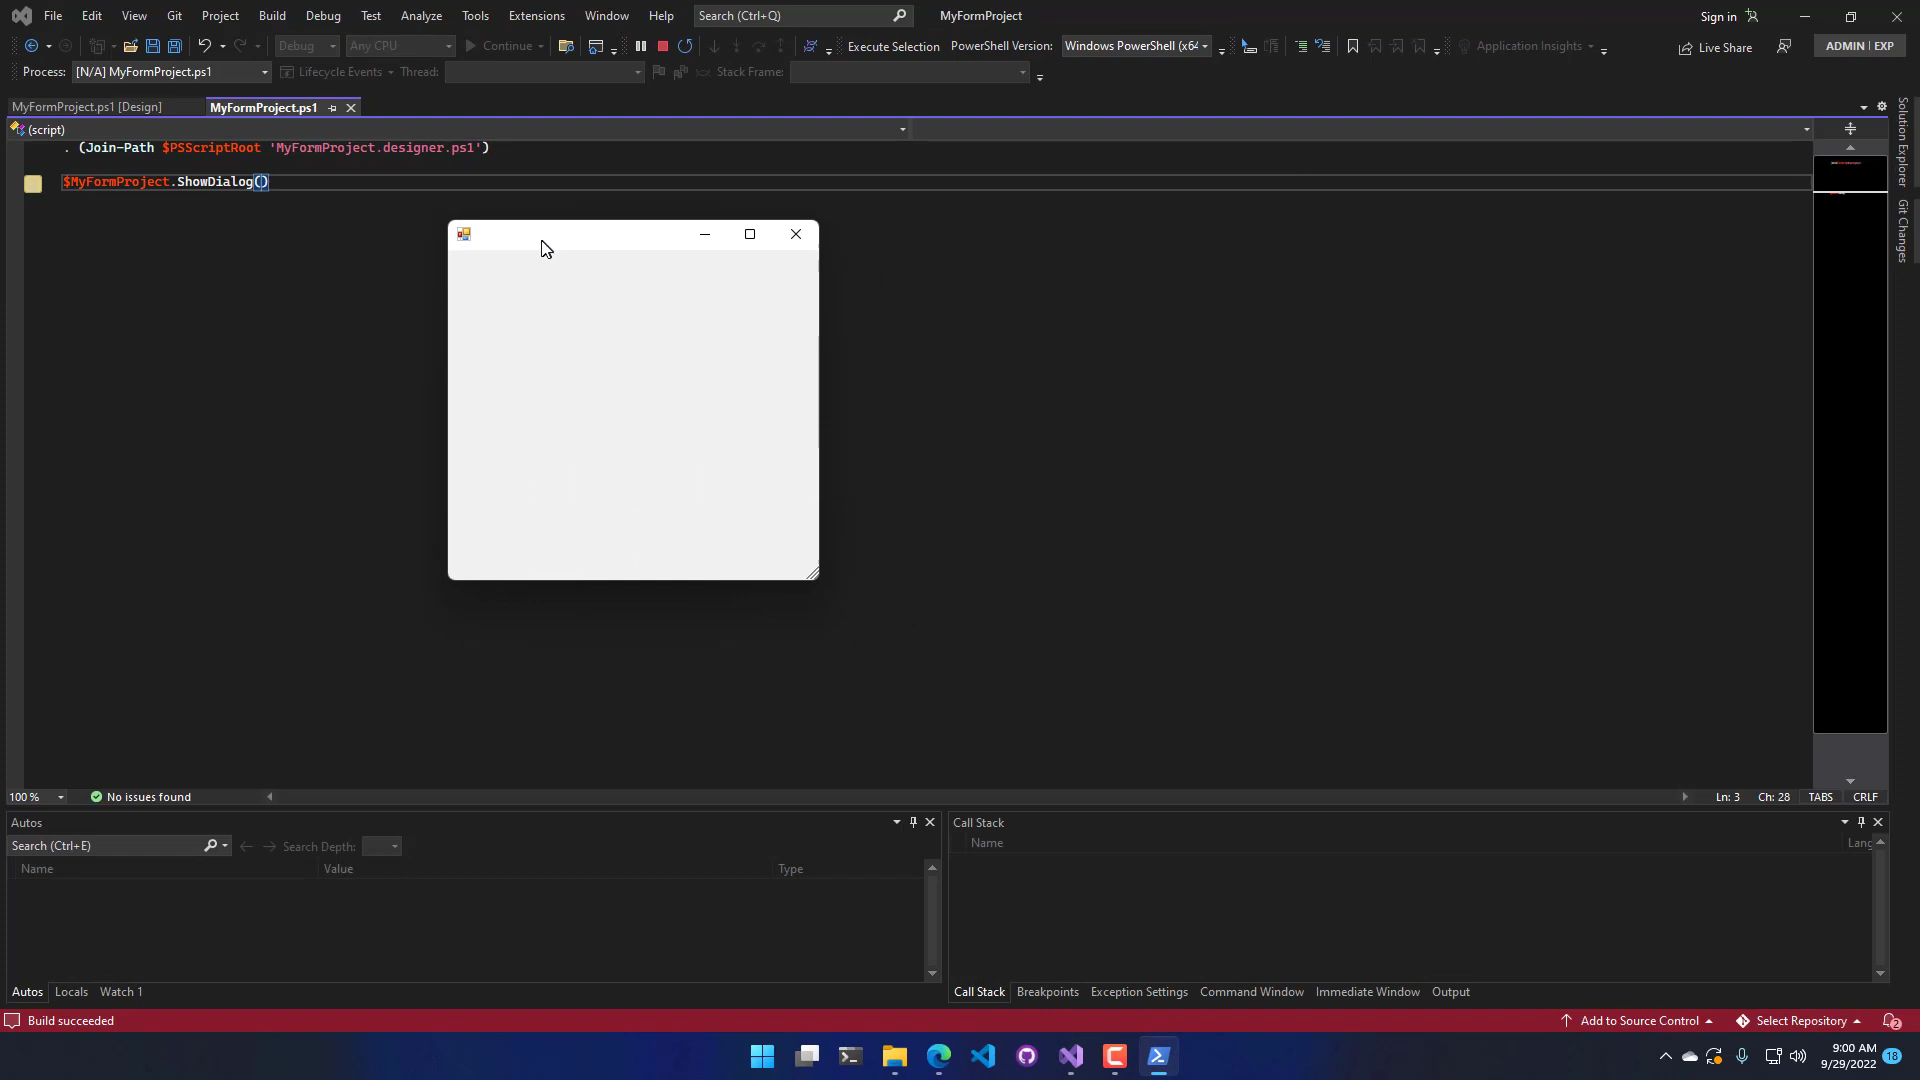 File Edit View Git Project Build Debug Test Analyze Tools Extensions Window Help Search (Ctrl+Q) MyFormProject Sign in
Debug Any CPU Continue Execute Selection PowerShell Version: Windows PowerShell (x64 Application Insights Live Share ADMIN | EXP
Process: [N/A] MyFormProject.ps1 Lifecycle Events Thread: Stack Frame:
MyFormProject.ps1 [Design] MyFormProject.ps1
(script)
. (Join-Path $PSScriptRoot 'MyFormProject.designer.ps1')
$MyFormProject.ShowDialog()
Solution Explorer
Git Changes
100 % No issues found Ln: 3 Ch: 28 TABS CRLF
Autos
Search (Ctrl+E) Search Depth:
Name Value Type
Autos Locals Watch 1
Call Stack
Name Lang
Call Stack Breakpoints Exception Settings Command Window Immediate Window Output
Build succeeded Add to Source Control Select Repository 2
9:00 AM
9/29/2022 18